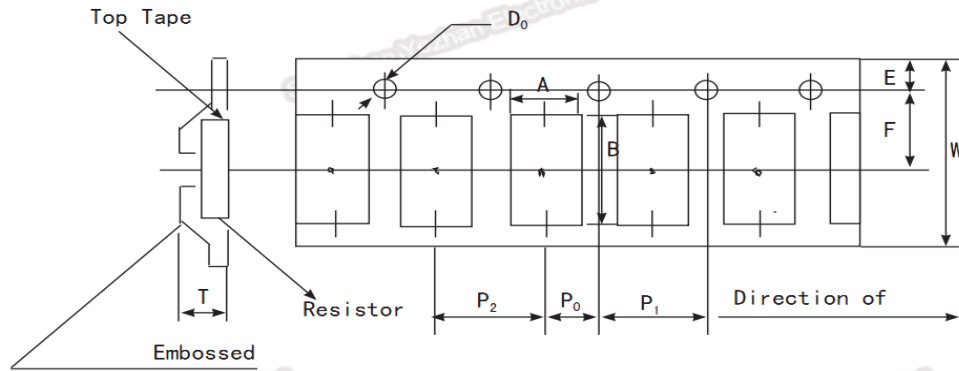 Top Tape
D₀
E
A
F
B
W
T
Resistor
P₂
P₀
P₁
Direction of
Embossed